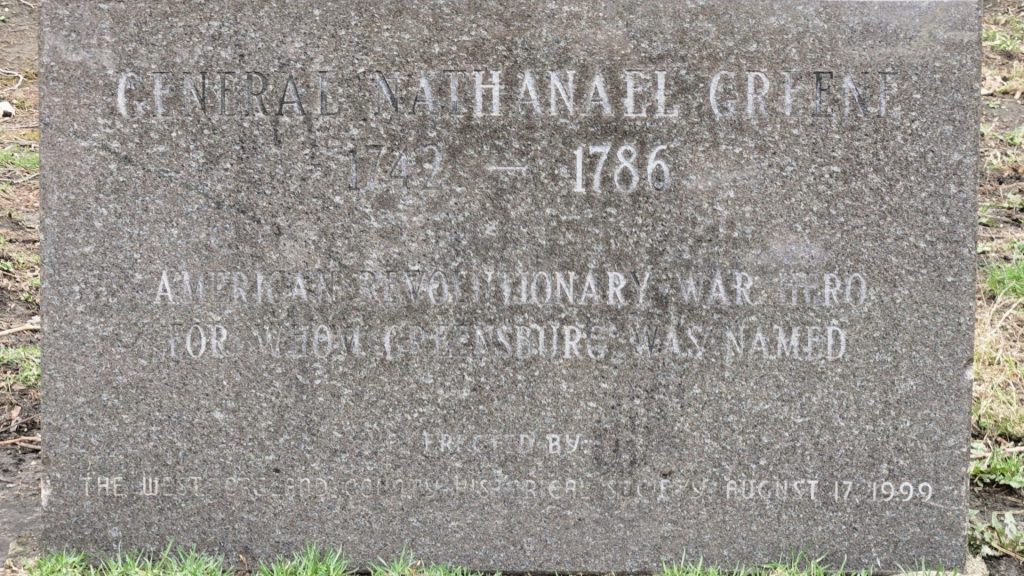 GENERAL NATHANAEL GREENE
1742 — 1786
AMERICAN REVOLUTIONARY WAR HERO
FOR WHOM GREENSBURG WAS NAMED
ERECTED BY
THE WESTMORELAND COUNTY HISTORICAL SOCIETY AUGUST 17, 1999